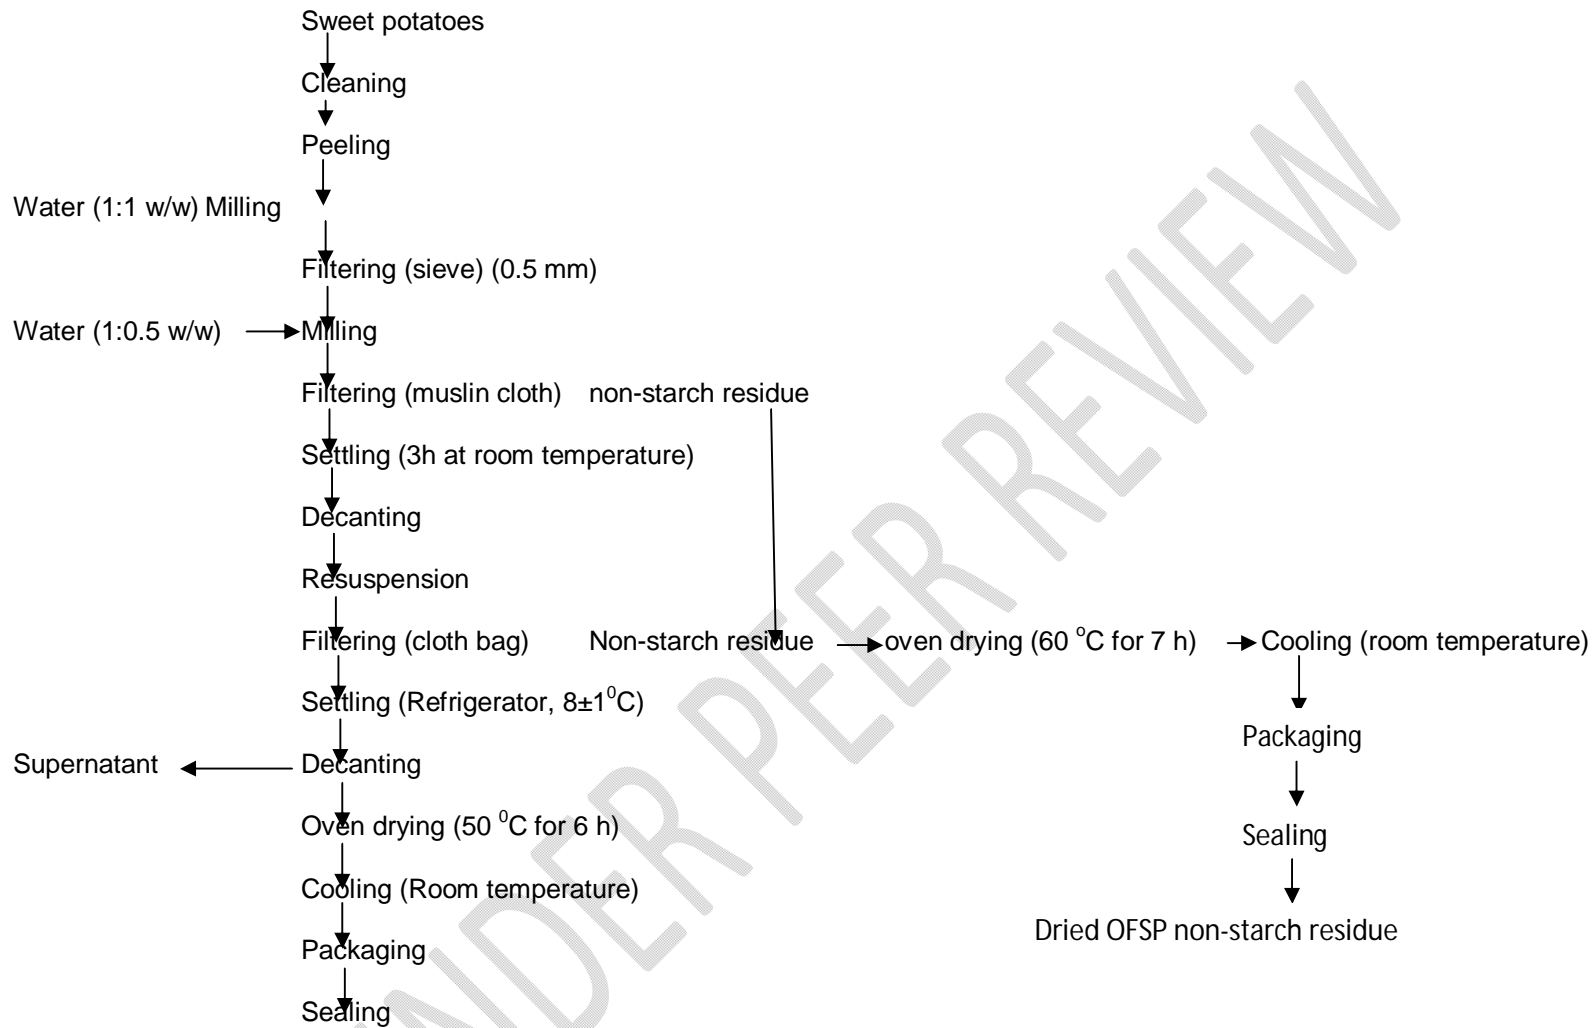 Sweet potatoes
Cleaning
Peeling
Water (1:1 w/w) Milling
Filtering (sieve) (0.5 mm)
Water (1:0.5 w/w) Milling
Filtering (muslin cloth) non-starch residue
Settling (3h at room temperature)
Decanting
Resuspension
Filtering (cloth bag) Non-starch residue oven drying (60 °C for 7 h) Cooling (room temperature)
Settling (Refrigerator, 8±1⁰C)
Packaging
Supernatant Decanting
Oven drying (50 ⁰C for 6 h)
Sealing
Cooling (Room temperature)
Dried OFSP non-starch residue
Packaging
Sealing
UNDER PEER REVIEW